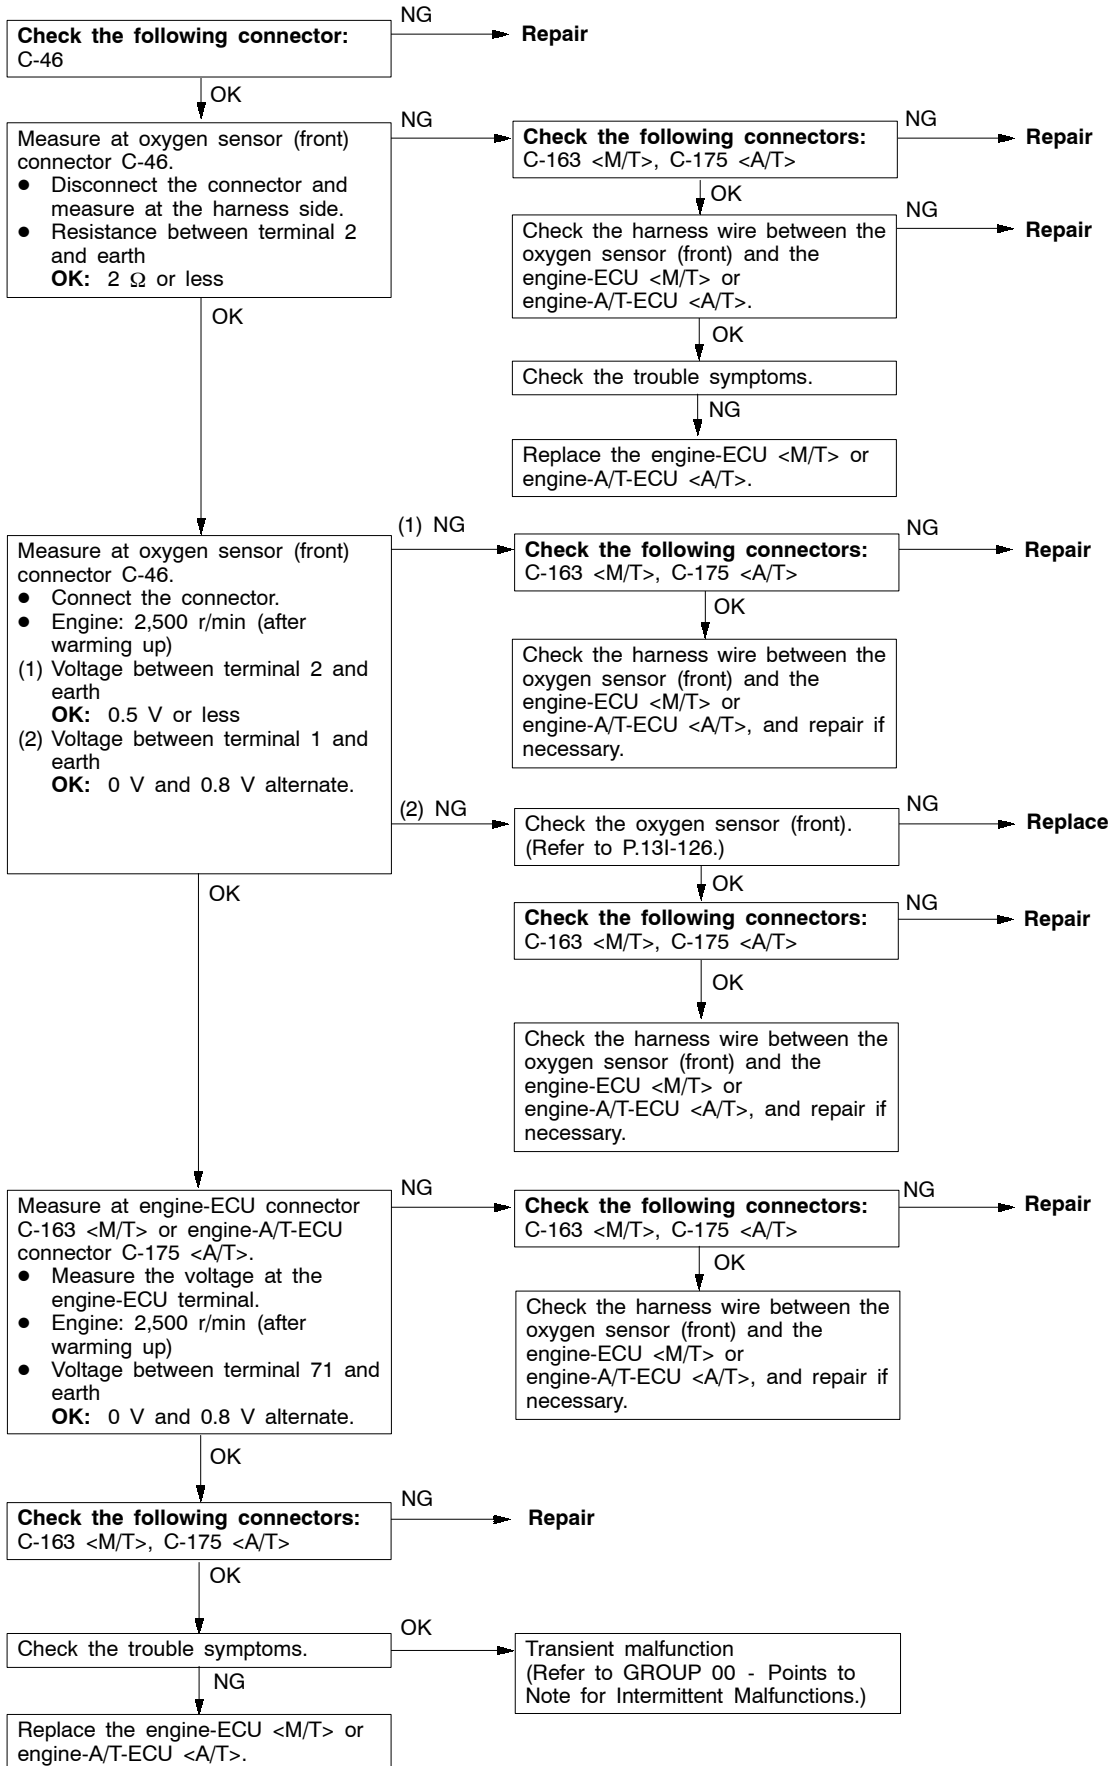 NG
Check the following connector:
C-46
Repair
OK
Measure at oxygen sensor (front)
connector C-46.
● Disconnect the connector and
measure at the harness side.
● Resistance between terminal 2
and earth
OK: 2 Ω or less
NG
Check the following connectors:
C-163 <M/T>, C-175 <A/T>
NG
Repair
OK
Check the harness wire between the
oxygen sensor (front) and the
engine-ECU <M/T> or
engine-A/T-ECU <A/T>.
NG
Repair
OK
Check the trouble symptoms.
NG
Replace the engine-ECU <M/T> or
engine-A/T-ECU <A/T>.
OK
Measure at oxygen sensor (front)
connector C-46.
● Connect the connector.
● Engine: 2,500 r/min (after
warming up)
(1) Voltage between terminal 2 and
earth
OK: 0.5 V or less
(2) Voltage between terminal 1 and
earth
OK: 0 V and 0.8 V alternate.
(1) NG
Check the following connectors:
C-163 <M/T>, C-175 <A/T>
NG
Repair
OK
Check the harness wire between the
oxygen sensor (front) and the
engine-ECU <M/T> or
engine-A/T-ECU <A/T>, and repair if
necessary.
(2) NG
Check the oxygen sensor (front).
(Refer to P.13I-126.)
NG
Replace
OK
Check the following connectors:
C-163 <M/T>, C-175 <A/T>
NG
Repair
OK
Check the harness wire between the
oxygen sensor (front) and the
engine-ECU <M/T> or
engine-A/T-ECU <A/T>, and repair if
necessary.
OK
Measure at engine-ECU connector
C-163 <M/T> or engine-A/T-ECU
connector C-175 <A/T>.
● Measure the voltage at the
engine-ECU terminal.
● Engine: 2,500 r/min (after
warming up)
● Voltage between terminal 71 and
earth
OK: 0 V and 0.8 V alternate.
NG
Check the following connectors:
C-163 <M/T>, C-175 <A/T>
NG
Repair
OK
Check the harness wire between the
oxygen sensor (front) and the
engine-ECU <M/T> or
engine-A/T-ECU <A/T>, and repair if
necessary.
OK
Check the following connectors:
C-163 <M/T>, C-175 <A/T>
NG
Repair
OK
Check the trouble symptoms.
OK
Transient malfunction
(Refer to GROUP 00 - Points to
Note for Intermittent Malfunctions.)
NG
Replace the engine-ECU <M/T> or
engine-A/T-ECU <A/T>.